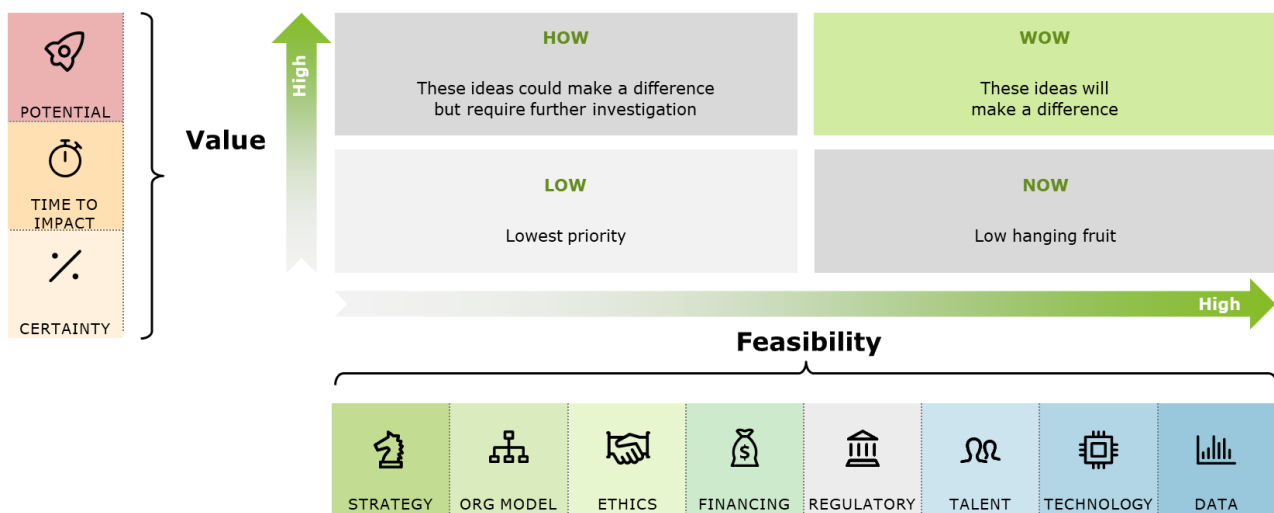 POTENTIAL
TIME TO
IMPACT
CERTAINTY
Value
High
HOW
These ideas could make a difference
but require further investigation
WOW
These ideas will
make a difference
LOW
Lowest priority
NOW
Low hanging fruit
High
Feasibility
$
STRATEGY
ORG MODEL
ETHICS
FINANCING
REGULATORY
TALENT
TECHNOLOGY
DATA